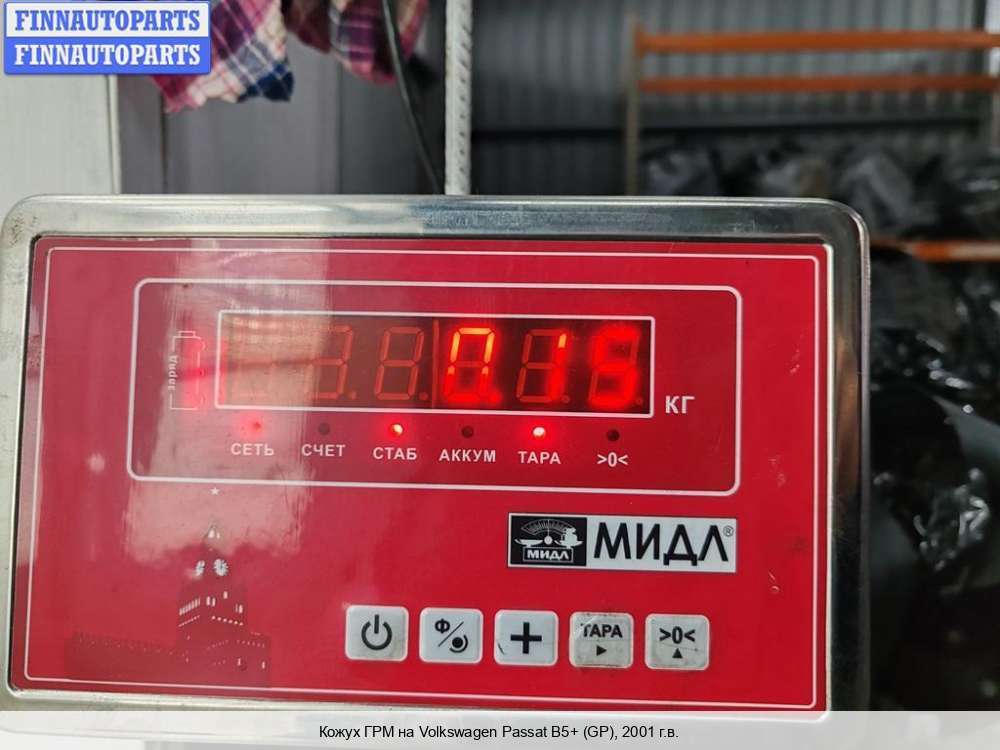 FINNAUTOPARTS
FINNAUTOPARTS
заряд
0.15
КГ
СЕТЬ СЧЕТ СТАБ АККУМ ТАРА >0<
МИДЛ МИДЛ®
Ф ТАРА >0<
Кожух ГРМ на Volkswagen Passat B5+ (GP), 2001 г.в.